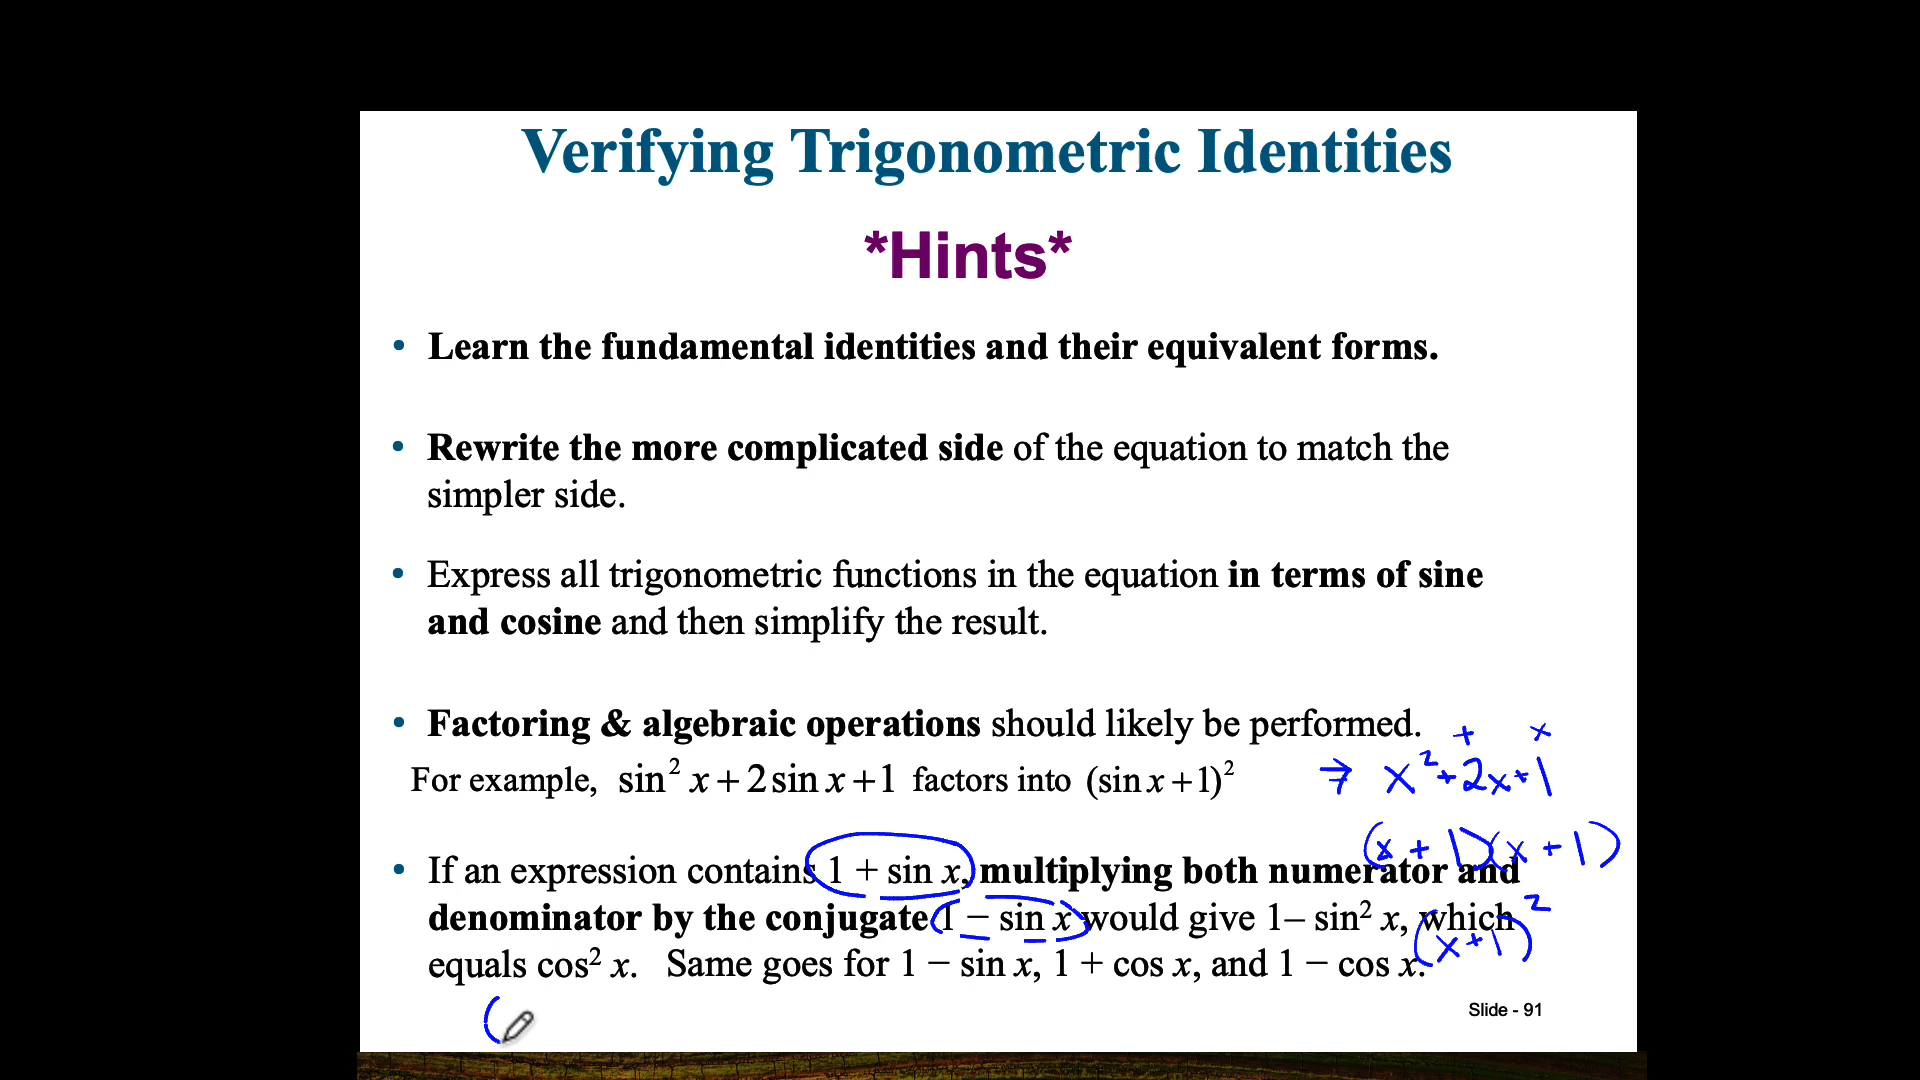 Verifying Trigonometric Identities
*Hints*
• Learn the fundamental identities and their equivalent forms.
• Rewrite the more complicated side of the equation to match the
simpler side.
• Express all trigonometric functions in the equation in terms of sine
and cosine and then simplify the result.
• Factoring & algebraic operations should likely be performed.
+ x
For example, sin² x + 2 sin x + 1 factors into (sin x + 1)²
→ x² + 2x + 1
(x + 1)(x + 1)
• If an expression contains 1 + sin x, multiplying both numerator and
denominator by the conjugate 1 − sin x would give 1– sin² x, which
(x+1)²
equals cos² x. Same goes for 1 − sin x, 1 + cos x, and 1 − cos x.
(
Slide - 91